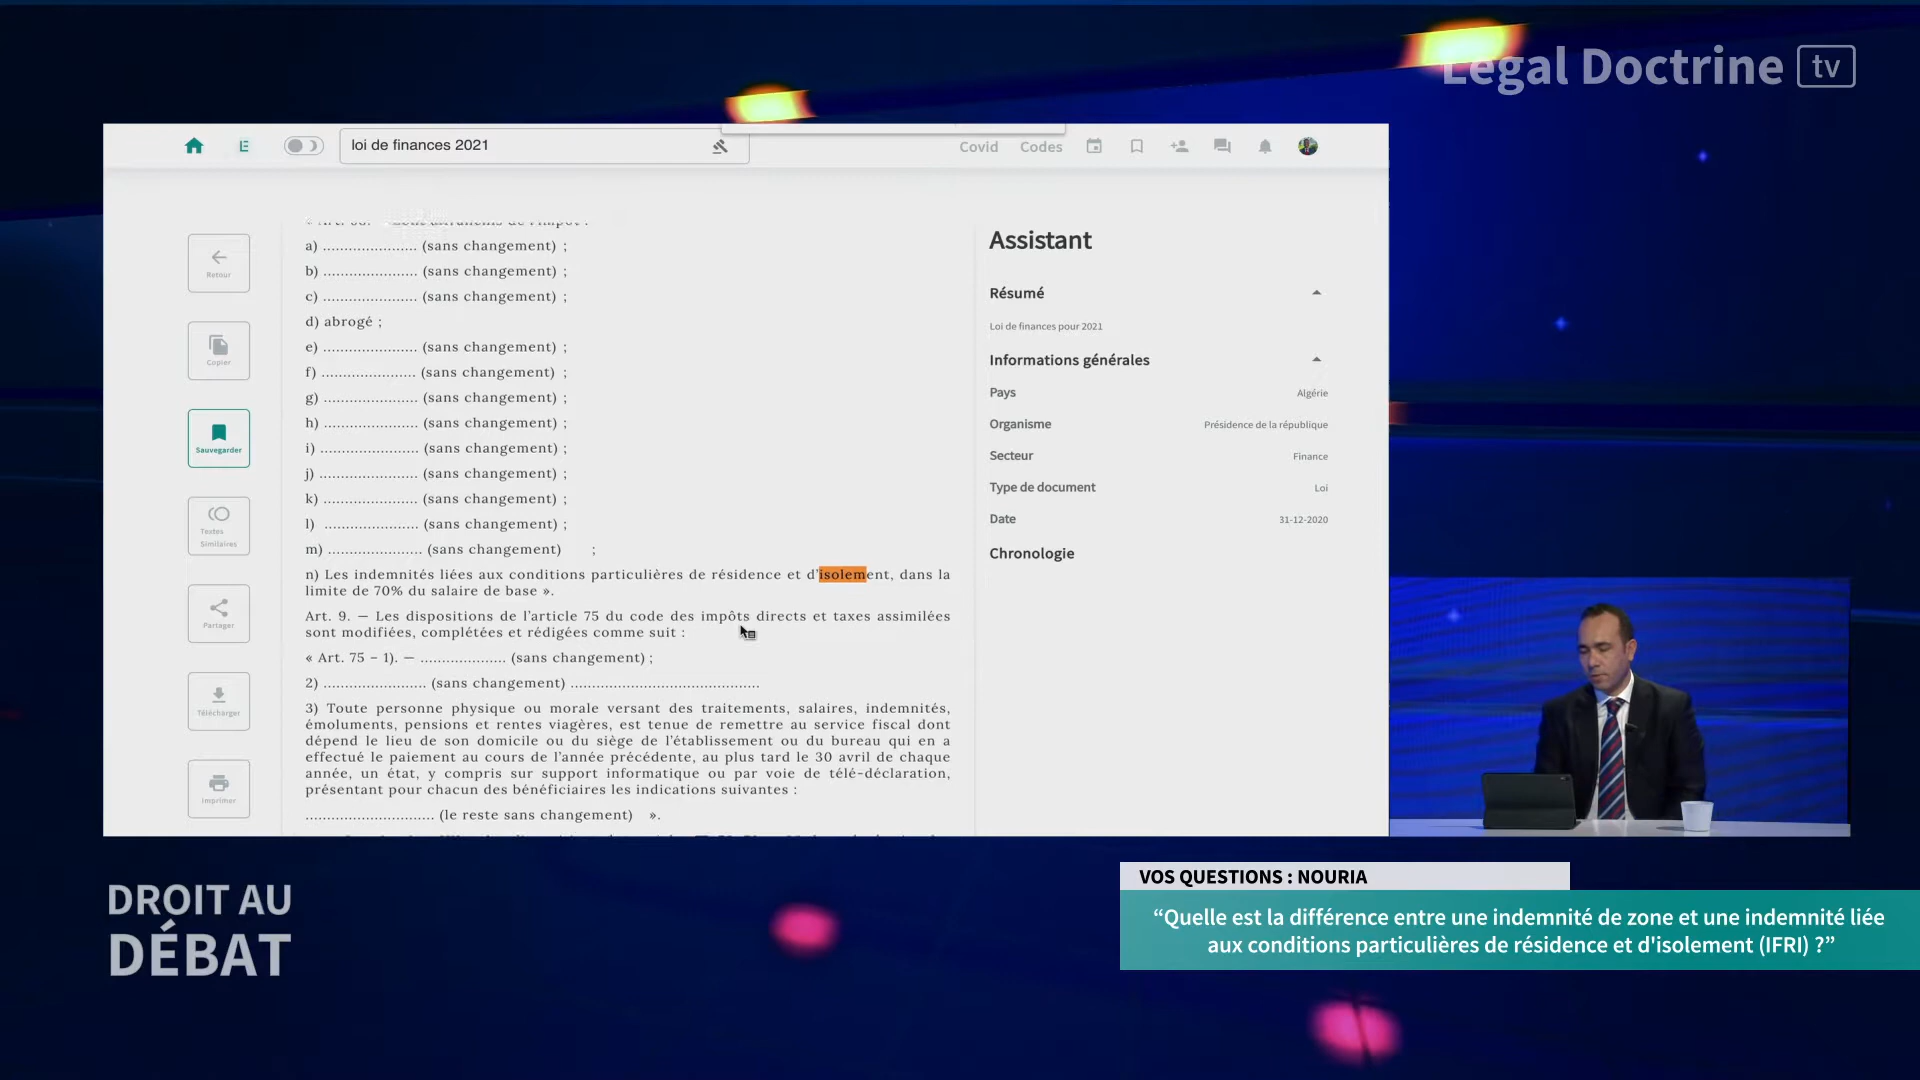 Legal Doctrine tv
loi de finances 2021
Covid
Codes
Retour
Copier
Sauvegarder
Textes
Similaires
Partager
Télécharger
Imprimer
a) ...................... (sans changement) ;
b) ...................... (sans changement) ;
c) ...................... (sans changement) ;
d) abrogé ;
e) ...................... (sans changement) ;
f) ...................... (sans changement) ;
g) ...................... (sans changement) ;
h) ...................... (sans changement) ;
i) ....................... (sans changement) ;
j) ....................... (sans changement) ;
k) ...................... (sans changement) ;
l) ...................... (sans changement) ;
m) ...................... (sans changement) ;
n) Les indemnités liées aux conditions particulières de résidence et d'isolement, dans la
limite de 70% du salaire de base ».
Art. 9. — Les dispositions de l'article 75 du code des impôts directs et taxes assimilées
sont modifiées, complétées et rédigées comme suit :
« Art. 75 – 1). — .................... (sans changement) ;
2) ........................ (sans changement) ............................................
3) Toute personne physique ou morale versant des traitements, salaires, indemnités,
émoluments, pensions et rentes viagères, est tenue de remettre au service fiscal dont
dépend le lieu de son domicile ou du siège de l'établissement ou du bureau qui en a
effectué le paiement au cours de l'année précédente, au plus tard le 30 avril de chaque
année, un état, y compris sur support informatique ou par voie de télé-déclaration,
présentant pour chacun des bénéficiaires les indications suivantes :
.............................. (le reste sans changement) ».
Assistant
Résumé
Loi de finances pour 2021
Informations générales
Pays Algérie
Organisme Présidence de la république
Secteur Finance
Type de document Loi
Date 31-12-2020
Chronologie
DROIT AU
DÉBAT
VOS QUESTIONS : NOURIA
“Quelle est la différence entre une indemnité de zone et une indemnité liée
aux conditions particulières de résidence et d'isolement (IFRI) ?”